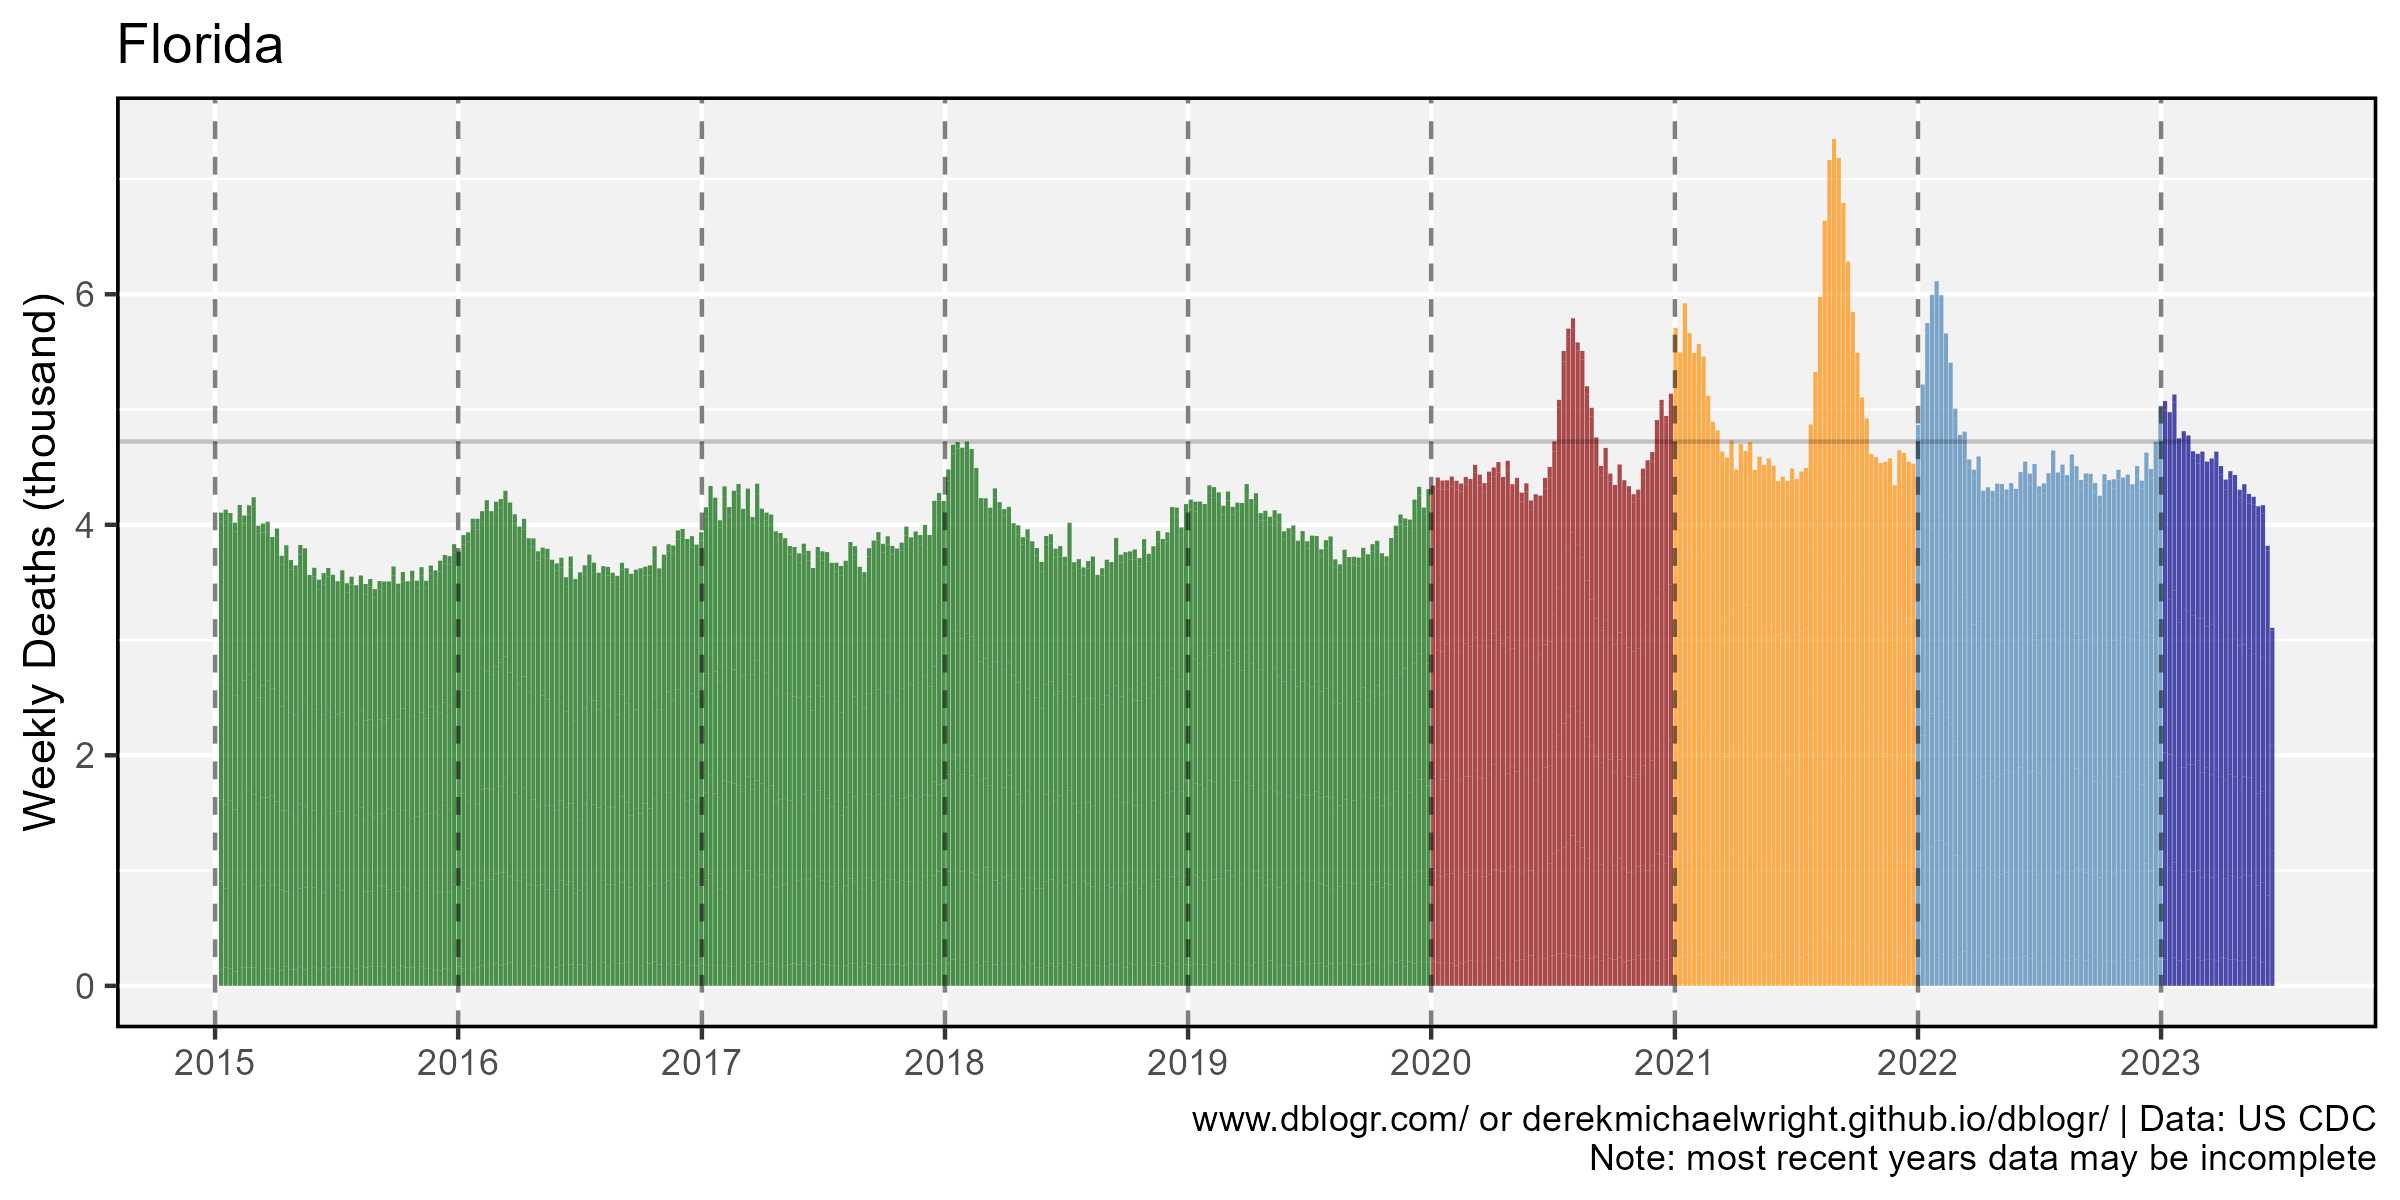 Florida
Weekly Deaths (thousand)
6
4
2
0
2015 2016 2017 2018 2019 2020 2021 2022 2023
www.dblogr.com/ or derekmichaelwright.github.io/dblogr/ | Data: US CDC
Note: most recent years data may be incomplete